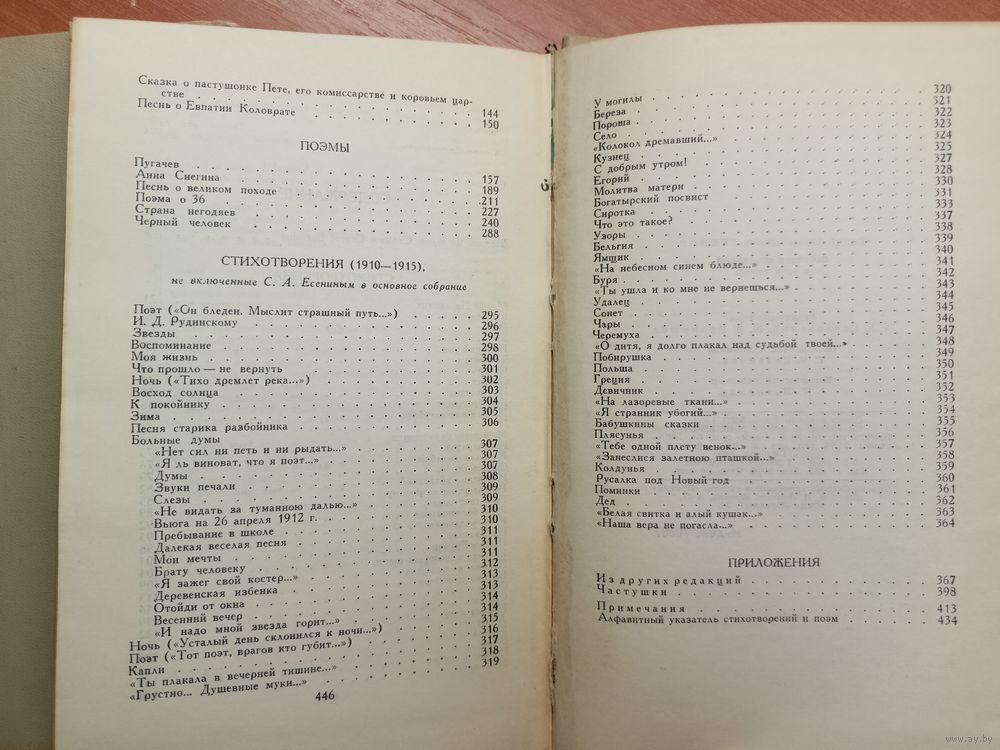 Сказка о пастушонке Пете, его комиссарстве и коровьем цар-
стве 144
Песнь о Евпатии Коловрате 150
ПОЭМЫ
Пугачев 157
Анна Снегина 189
Песнь о великом походе 211
Поэма о 36 227
Страна негодяев 240
Черный человек 288
СТИХОТВОРЕНИЯ (1910—1915),
не включенные С. А. Есениным в основное собрание
Поэт («Он бледен. Мыслит страшный путь...») 295
И. Д. Рудинскому 296
Звезды 297
Воспоминание 298
Моя жизнь 300
Что прошло — не вернуть 301
Ночь («Тихо дремлет река...») 302
Восход солнца 303
К покойнику 304
Зима 305
Песня старика разбойника 306
Больные думы
«Нет сил ни петь и ни рыдать...» 307
«Я ль виноват, что я поэт...» 307
Думы 307
Звуки печали 308
Слезы 309
«Не видать за туманною далью...» 309
Вьюга на 26 апреля 1912 г. 310
Пребывание в школе 310
Далекая веселая песня 311
Мои мечты 311
Брату человеку 311
«Я зажег свой костер...» 312
Деревенская избенка 313
Отойди от окна 313
Весенний вечер 314
«И надо мной звезда горит...» 314
Ночь («Усталый день склонился к ночи...») 315
Поэт («Тот поэт, врагов кто губит...») 316
Капли 317
«Ты плакала в вечерней тишине...» 318
«Грустно... Душевные муки...» 319
446
У могилы 320
Береза 321
Пороша 322
Село 323
«Колокол дремавший...» 324
Кузнец 325
С добрым утром! 327
Егорий 328
Молитва матери 330
Богатырский посвист 331
Сиротка 333
Что это такое? 337
Узоры 338
Бельгия 339
Ямщик 340
«На небесном синем блюде...» 341
Буря 342
«Ты ушла и ко мне не вернешься...» 343
Удалец 344
Сонет 345
Чары 346
Черемуха 347
«О дитя, я долго плакал над судьбой твоей...» 348
Побирушка 349
Польша 350
Греция 351
Девичник 352
«На лазоревые ткани...» 353
«Я странник убогий...» 354
Бабушкины сказки 355
Плясунья 356
«Тебе одной плету венок...» 357
«Занеслися залетною пташкой...» 358
Колдунья 359
Русалка под Новый год 360
Поминки 361
Дед 362
«Белая свитка и алый кушак...» 363
«Наша вера не погасла...» 364
ПРИЛОЖЕНИЯ
Из других редакций 367
Частушки 398
Примечания 413
Алфавитный указатель стихотворений и поэм 434
www.ay.by